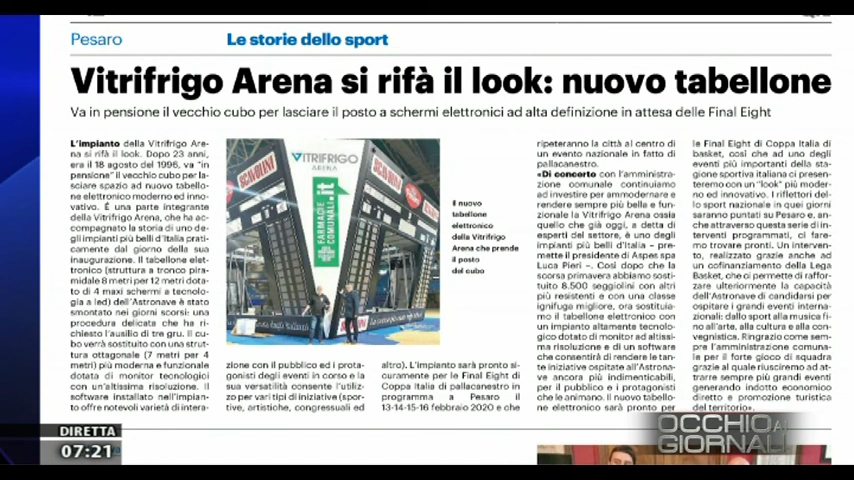 Pesaro
Le storie dello sport
Vitrifrigo Arena si rifà il look: nuovo tabellone
Va in pensione il vecchio cubo per lasciare il posto a schermi elettronici ad alta definizione in attesa delle Final Eight
L'impianto della Vitrifrigo Are-
na si rifà il look. Dopo 23 anni,
era il 18 agosto del 1996, va "in
pensione" il vecchio cubo per la-
sciare spazio ad nuovo tabello-
ne elettronico moderno ed inno-
vativo. É una parte integrante
della Vitrifrigo Arena, che ha ac-
compagnato la storia di uno de-
gli impianti più belli d'Italia prati-
camente dal giorno della sua
inaugurazione. Il tabellone elet-
tronico (struttura a tronco pira-
midale 8 metri per 12 metri dota-
to di 4 maxi schermi a tecnolo-
gia a led) dell'Astronave è stato
smontato nei giorni scorsi: una
procedura delicata che ha ri-
chiesto l'ausilio di tre gru. Il cu-
bo verrà sostituito con una strut-
tura ottagonale (7 metri per 4
metri) più moderna e funzionale
dotata di monitor tecnologici
con un'altissima risoluzione. Il
software installato nell'impian-
to offre notevoli varietà di intera-
SCAVOLINI
VITRIFRIGO
ARENA
SCAVOLINI
FARMACIE
COMUNALI.it
SCAVOLINI
Il nuovo
tabellone
elettronico
della Vitrifrigo
Arena che prende
il posto
del cubo
zione con il pubblico ed i prota-
gonisti degli eventi in corso e la
sua versatilità consente l'utiliz-
zo per vari tipi di iniziative (spor-
tive, artistiche, congressuali ed
altro). L'impianto sarà pronto si-
curamente per le Final Eight di
Coppa Italia di pallacanestro in
programma a Pesaro il
13-14-15-16 febbraio 2020 e che
ripeteranno la città al centro di
un evento nazionale in fatto di
pallacanestro.
«Di concerto con l'amministra-
zione comunale continuiamo
ad investire per ammodernare e
rendere sempre più bella e fun-
zionale la Vitrifrigo Arena ossia
quello che già oggi, a detta di
esperti del settore, è uno degli
impianti più belli d'Italia – pre-
mette il presidente di Aspes spa
Luca Pieri –. Così dopo che la
scorsa primavera abbiamo sosti-
tuito 8.500 seggiolini con altri
più resistenti e con una classe
ignifuga migliore, ora sostituia-
mo il tabellone elettronico con
un impianto altamente tecnolo-
gico dotato di monitor ad altissi-
ma risoluzione e di un software
che consentirà di rendere le tan-
te iniziative ospitate all'Astrona-
ve ancora più indimenticabili,
per il pubblico e i protagonisti
che le animano. Il nuovo tabello-
ne elettronico sarà pronto per
le Final Eight di Coppa Italia di
basket, così che ad uno degli
eventi più importanti della sta-
gione sportiva italiana ci presen-
teremo con un "look" più moder-
no ed innovativo. I riflettori del-
lo sport nazionale in quei giorni
saranno puntati su Pesaro e, an-
che attraverso questa serie di in-
terventi programmati, ci fare-
mo trovare pronti. Un interven-
to, realizzato grazie anche ad
un cofinanziamento della Lega
Basket, che ci permette di raffor-
zare ulteriormente la capacità
dell'Astronave di candidarsi per
ospitare i grandi eventi interna-
zionali: dallo sport alla musica fi-
no all'arte, alla cultura e alla con-
vegnistica. Ringrazio come sem-
pre l'amministrazione comuna-
le per il forte gioco di squadra
grazie al quale riusciremo ad at-
trarre sempre più grandi eventi
generando indotto economico
diretto e promozione turistica
del territorio».
DIRETTA
07:21
OCCHIO AI
GIORNALI